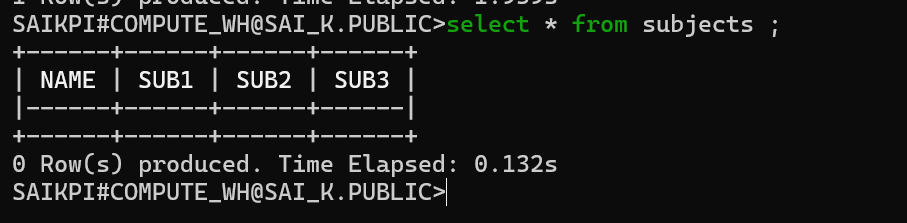 SAIKPI#COMPUTE_WH@SAI_K.PUBLIC>select * from subjects ;
+------+------+------+------+
| NAME | SUB1 | SUB2 | SUB3 |
|------+------+------+------|
+------+------+------+------+
0 Row(s) produced. Time Elapsed: 0.132s
SAIKPI#COMPUTE_WH@SAI_K.PUBLIC>